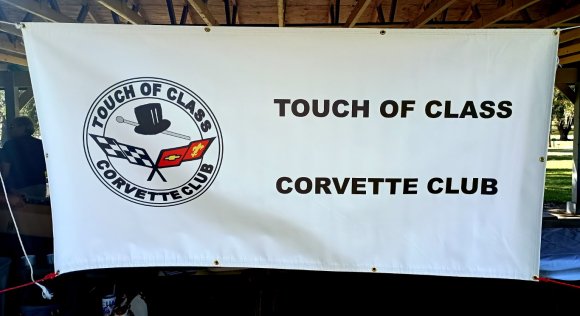 TOUCH OF CLASS
CORVETTE CLUB
TOUCH OF CLASS
CORVETTE CLUB